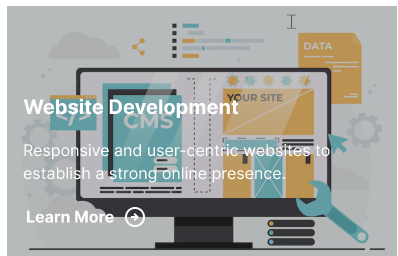 DATA
YOUR SITE
Website Development
</>
CMS
Responsive and user-centric websites to
establish a strong online presence.
Learn More